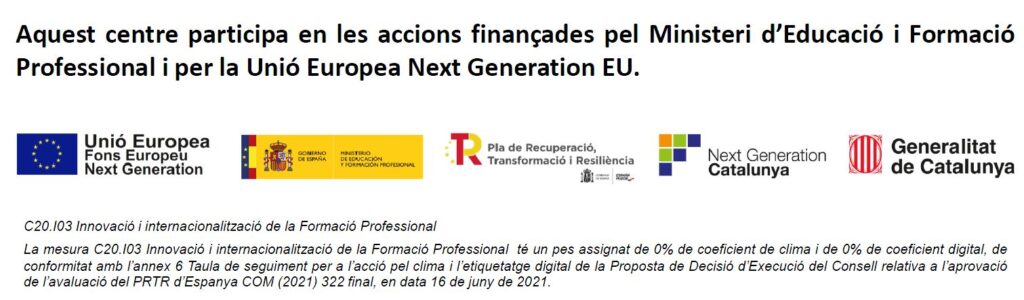 Aquest centre participa en les accions finançades pel Ministeri d’Educació i Formació
Professional i per la Unió Europea Next Generation EU.
Unió Europea
Fons Europeu
Next Generation
GOBIERNO
DE ESPAÑA
MINISTERIO
DE EDUCACIÓN
Y FORMACIÓN PROFESIONAL
TR
Pla de Recuperació,
Transformació i Resiliència
Next Generation
Catalunya
Generalitat
de Catalunya
C20.I03 Innovació i internacionalització de la Formació Professional
La mesura C20.I03 Innovació i internacionalització de la Formació Professional té un pes assignat de 0% de coeficient de clima i de 0% de coeficient digital, de
conformitat amb l’annex 6 Taula de seguiment per a l’acció pel clima i l’etiquetatge digital de la Proposta de Decisió d’Execució del Consell relativa a l’aprovació
de l’avaluació del PRTR d’Espanya COM (2021) 322 final, en data 16 de juny de 2021.